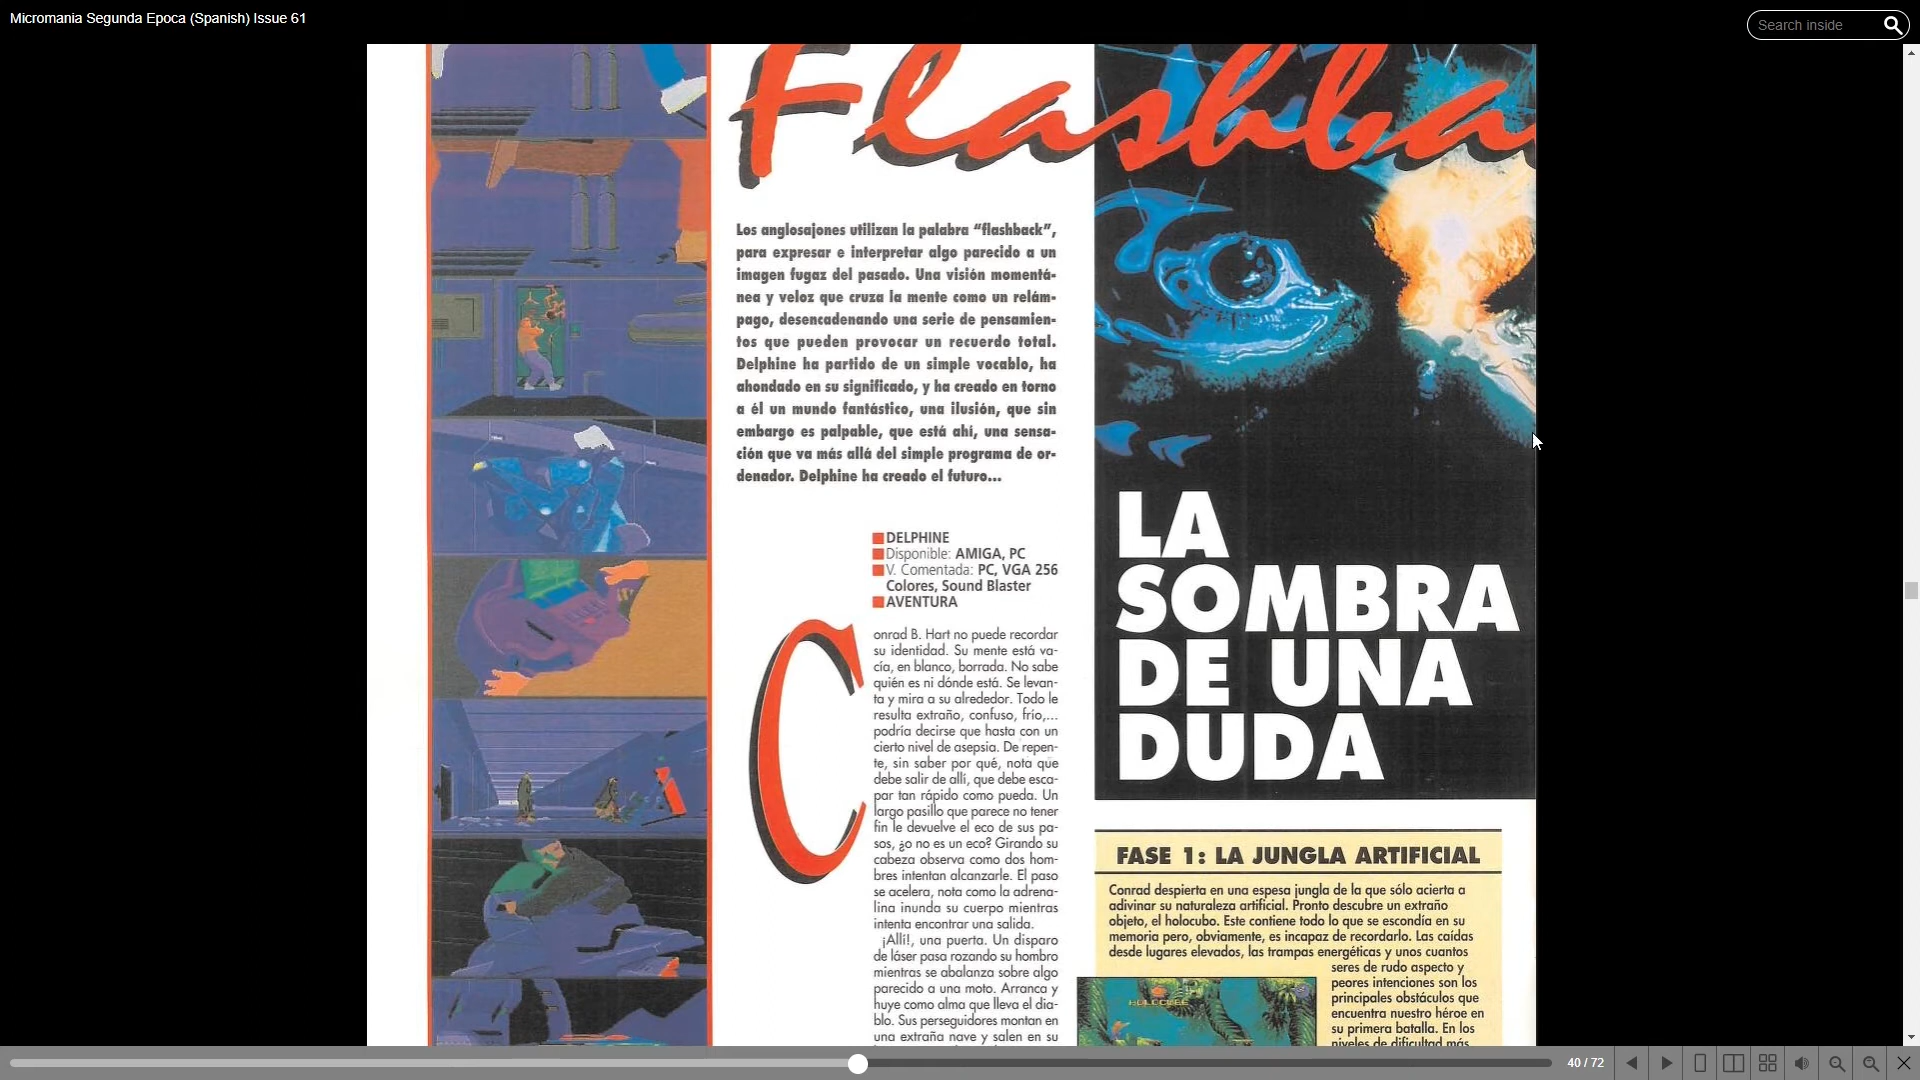 Micromania Segunda Epoca (Spanish) Issue 61
Search inside
Flashba
Los anglosajones utilizan la palabra “flashback”,
para expresar e interpretar algo parecido a un
imagen fugaz del pasado. Una visión momentá-
nea y veloz que cruza la mente como un relám-
pago, desencadenando una serie de pensamien-
tos que pueden provocar un recuerdo total.
Delphine ha partido de un simple vocablo, ha
ahondado en su significado, y ha creado en torno
a él un mundo fantástico, una ilusión, que sin
embargo es palpable, que está ahí, una sensa-
ción que va más allá del simple programa de or-
denador. Delphine ha creado el futuro...
DELPHINE
Disponible: AMIGA, PC
V. Comentada: PC, VGA 256
Colores, Sound Blaster
AVENTURA
Conrad B. Hart no puede recordar
su identidad. Su mente está va-
cía, en blanco, borrada. No sabe
quién es ni dónde está. Se levan-
ta y mira a su alrededor. Todo le
resulta extraño, confuso, frío,...
podría decirse que hasta con un
cierto nivel de asepsia. De repen-
te, sin saber por qué, nota que
debe salir de allí, que debe esca-
par tan rápido como pueda. Un
largo pasillo que parece no tener
fin le devuelve el eco de sus pa-
sos, ¿o no es un eco? Girando su
cabeza observa como dos hom-
bres intentan alcanzarle. El paso
se acelera, nota como la adrena-
lina inunda su cuerpo mientras
intenta encontrar una salida.
¡Allí!, una puerta. Un disparo
de láser pasa rozando su hombro
mientras se abalanza sobre algo
parecido a una moto. Arranca y
huye como alma que lleva el dia-
blo. Sus perseguidores montan en
una extraña nave y salen en su
LA
SOMBRA
DE UNA
DUDA
FASE 1: LA JUNGLA ARTIFICIAL
Conrad despierta en una espesa jungla de la que sólo acierta a
adivinar su naturaleza artificial. Pronto descubre un extraño
objeto, el holocubo. Este contiene todo lo que se escondía en su
memoria pero, obviamente, es incapaz de recordarlo. Las caídas
desde lugares elevados, las trampas energéticas y unos cuantos
seres de rudo aspecto y
peores intenciones son los
principales obstáculos que
encuentra nuestro héroe en
su primera batalla. En los
niveles de dificultad más
HOLOCUBE
40 / 72